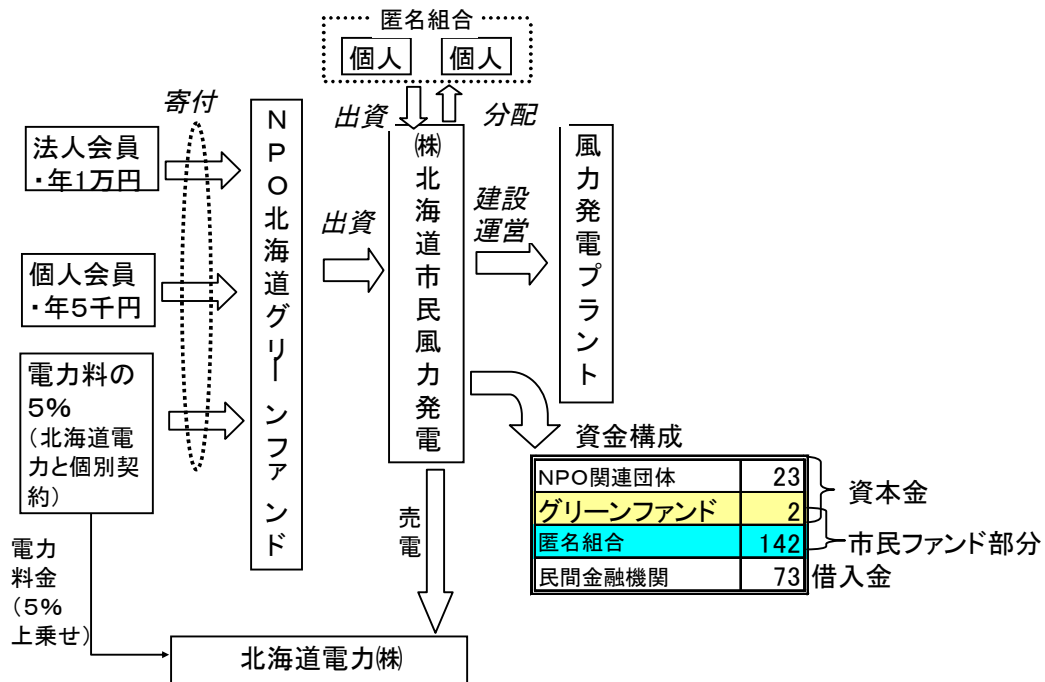 匿名組合
個人
個人
寄付
出資
分配
法人会員
・年1万円
個人会員
・年5千円
電力料の
5%
（北海道電
力と個別契
約）
電力
料金
（5%
上乗せ）
NPO北海道グリーンファンド
出資
㈱北海道市民風力発電
建設
運営
風力発電プラント
売電
資金構成
NPO関連団体 23
グリーンファンド 2
匿名組合 142
民間金融機関 73
資本金
市民ファンド部分
借入金
北海道電力㈱